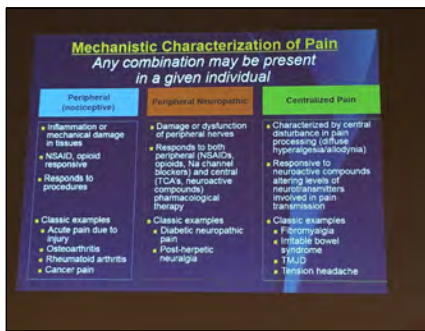 Mechanistic Characterization of Pain
Any combination may be present
in a given individual
Peripheral
(nociceptive)
Inflammation or
mechanical damage
in tissues
NSAID, opioid
responsive
Responds to
procedures
Classic examples
Acute pain due to
injury
Osteoarthritis
Rheumatoid arthritis
Cancer pain
Peripheral Neuropathic
Damage or dysfunction
of peripheral nerves
Responds to both
peripheral (NSAIDs,
opioids, Na channel
blockers) and central
(TCA's, neuroactive
compounds)
pharmacological
therapy
Classic examples
Diabetic neuropathic
pain
Post-herpetic
neuralgia
Centralized Pain
Characterized by central
disturbance in pain
processing (diffuse
hyperalgesia/allodynia)
Responsive to
neuroactive compounds
altering levels of
neurotransmitters
involved in pain
transmission
Classic examples
Fibromyalgia
Irritable bowel
syndrome
TMJD
Tension headache